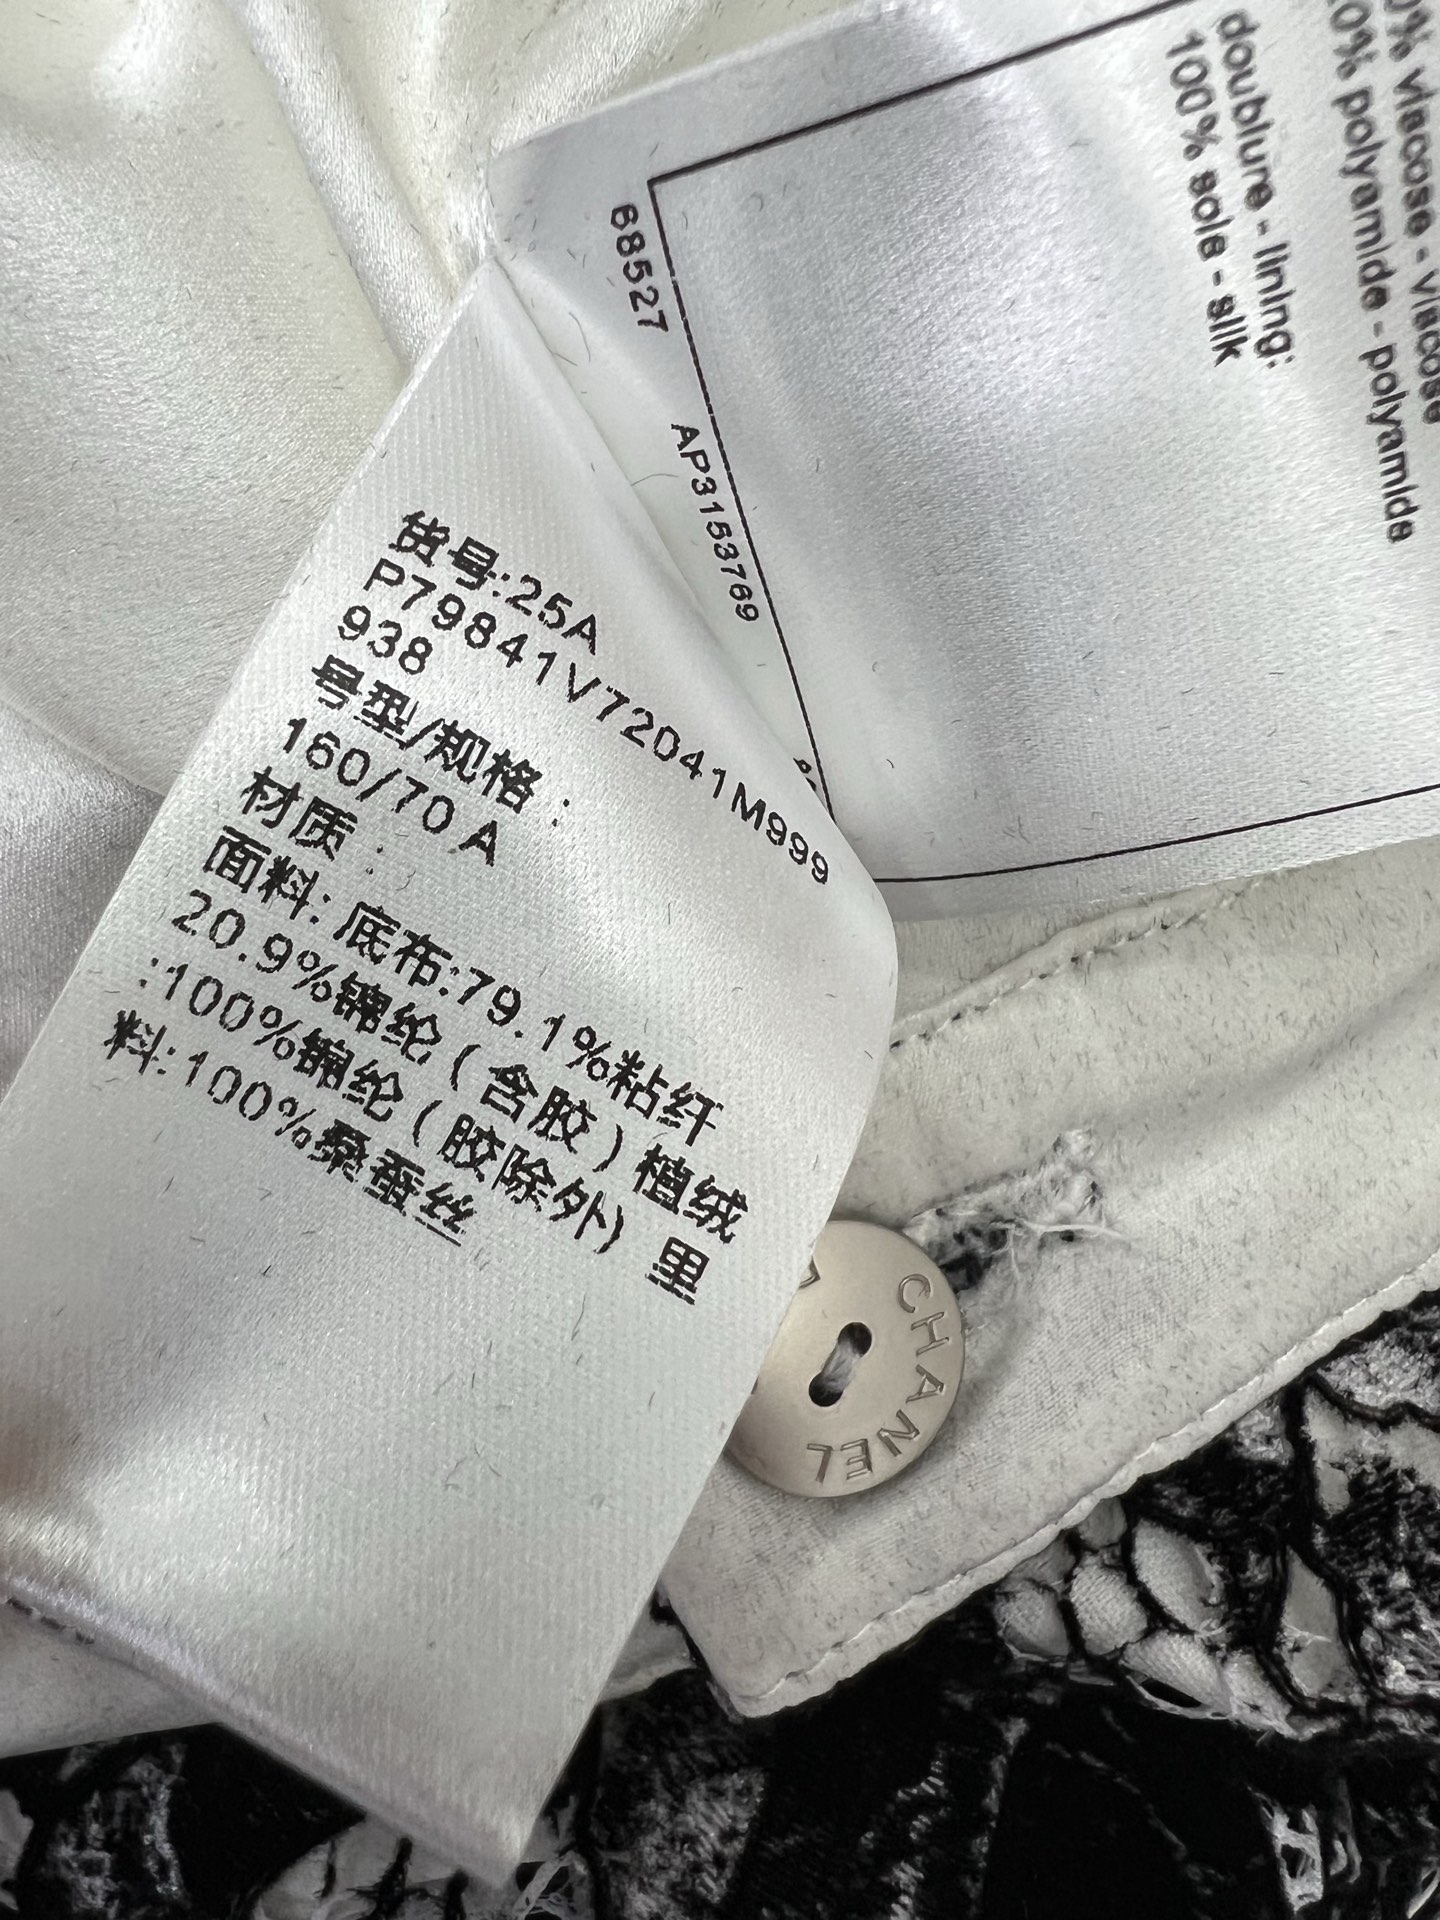 货号:25A
P79841V72041M999
938
号型/规格：
160/70A
材质：
面料: 底布:79.1%粘纤
20.9%锦纶（含胶）植绒
:100%锦纶（胶除外）里
料:100%桑蚕丝
68527
AP3153769
0% viscose - viscose
0% polyamide - polyamide
doublure - lining:
100% soie - silk
CHANEL